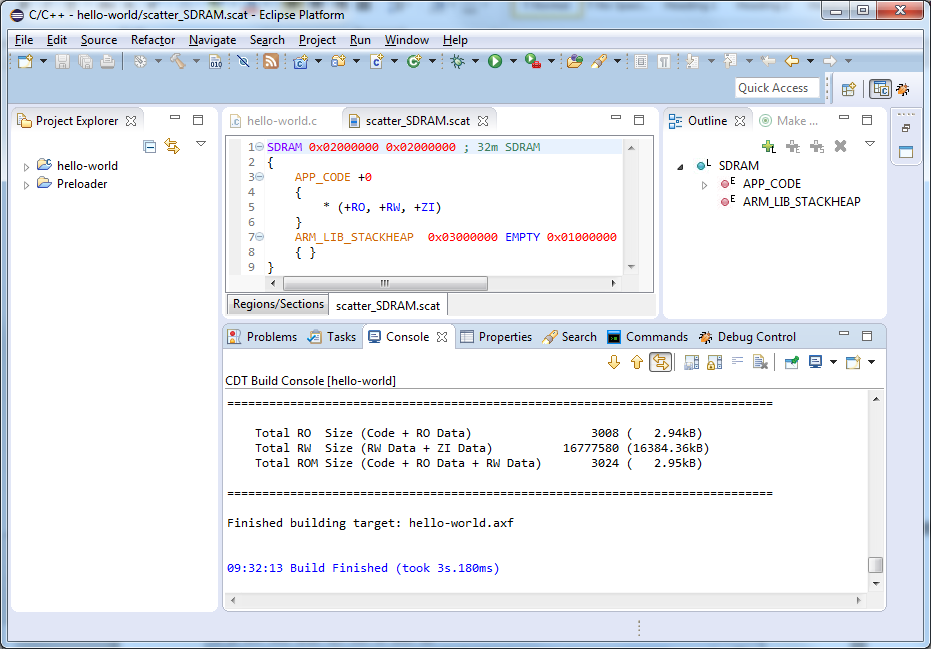 C/C++ - hello-world/scatter_SDRAM.scat - Eclipse Platform
File Edit Source Refactor Navigate Search Project Run Window Help
Quick Access
Project Explorer
hello-world
Preloader
hello-world.c scatter_SDRAM.scat
1 SDRAM 0x02000000 0x02000000 ; 32m SDRAM
2 {
3 APP_CODE +0
4 {
5 * (+RO, +RW, +ZI)
6 }
7 ARM_LIB_STACKHEAP 0x03000000 EMPTY 0x01000000
8 { }
9 }
Regions/Sections scatter_SDRAM.scat
Outline Make ...
SDRAM
APP_CODE
ARM_LIB_STACKHEAP
Problems Tasks Console Properties Search Commands Debug Control
CDT Build Console [hello-world]
==============================================================================
Total RO Size (Code + RO Data) 3008 ( 2.94kB)
Total RW Size (RW Data + ZI Data) 16777580 (16384.36kB)
Total ROM Size (Code + RO Data + RW Data) 3024 ( 2.95kB)
==============================================================================
Finished building target: hello-world.axf
09:32:13 Build Finished (took 3s.180ms)